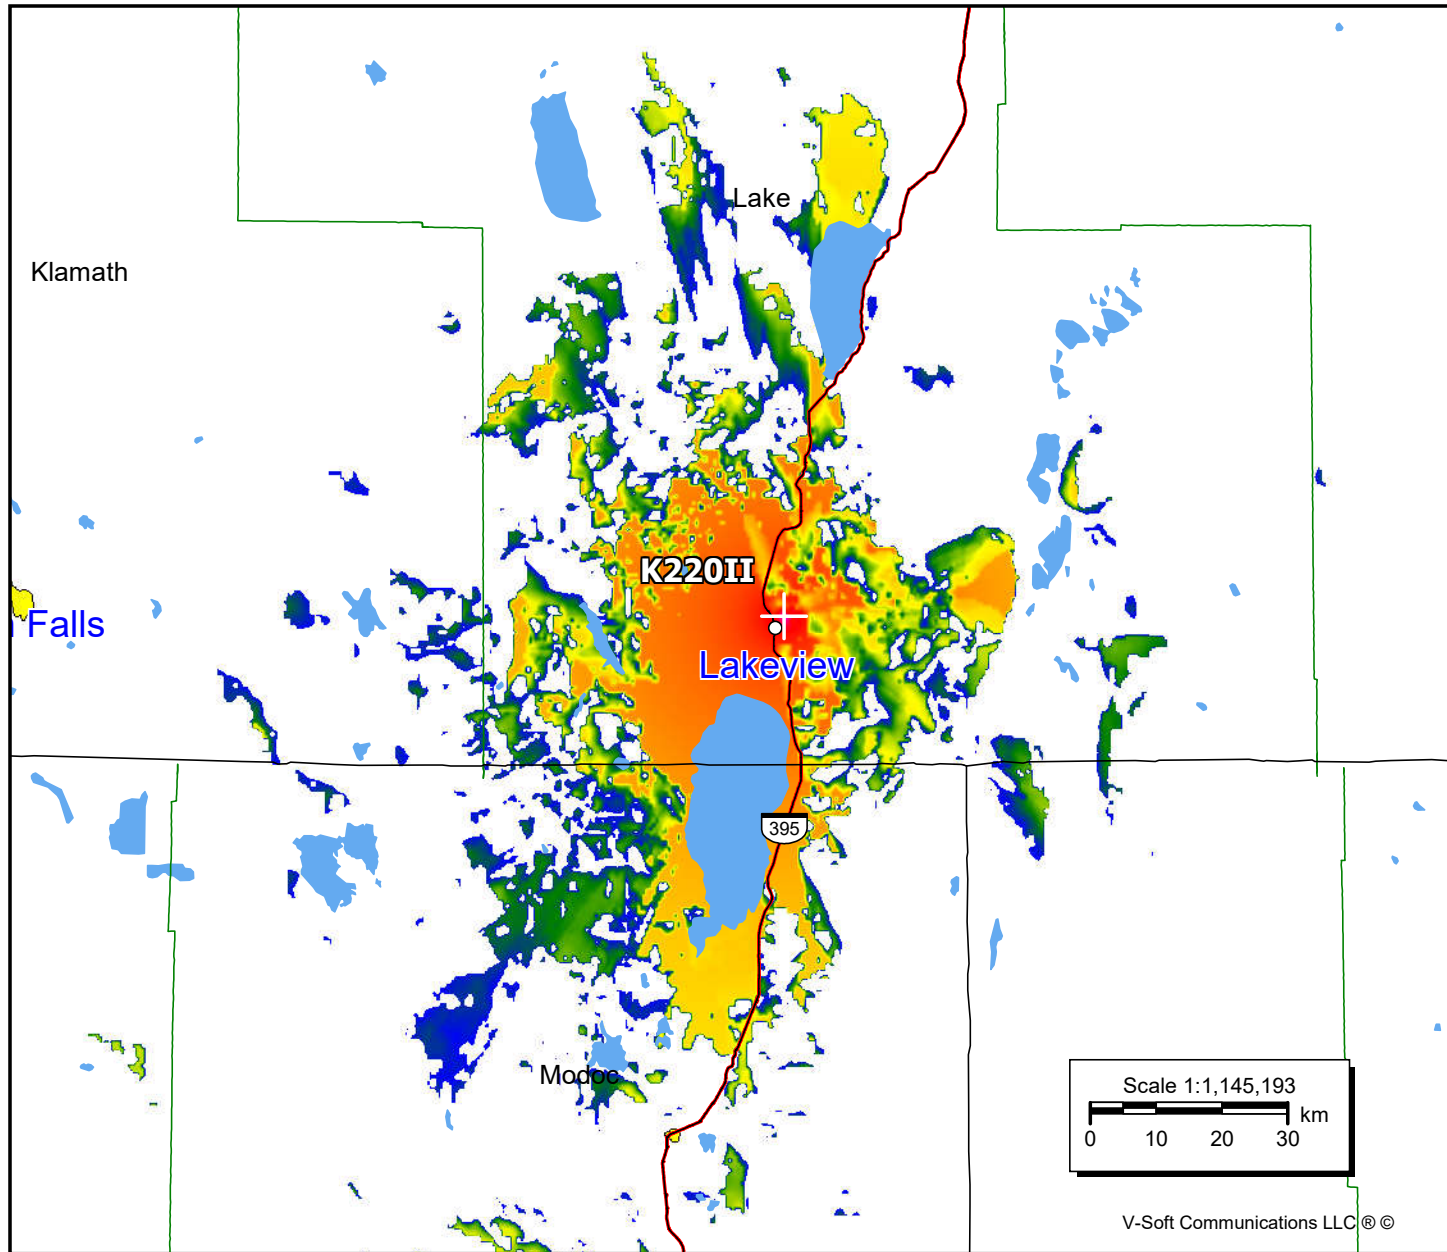 Lake
Klamath
K220II
Falls
Lakeview
395
Modoc
Scale 1:1,145,193
km
0 10 20 30
V-Soft Communications LLC ® ©